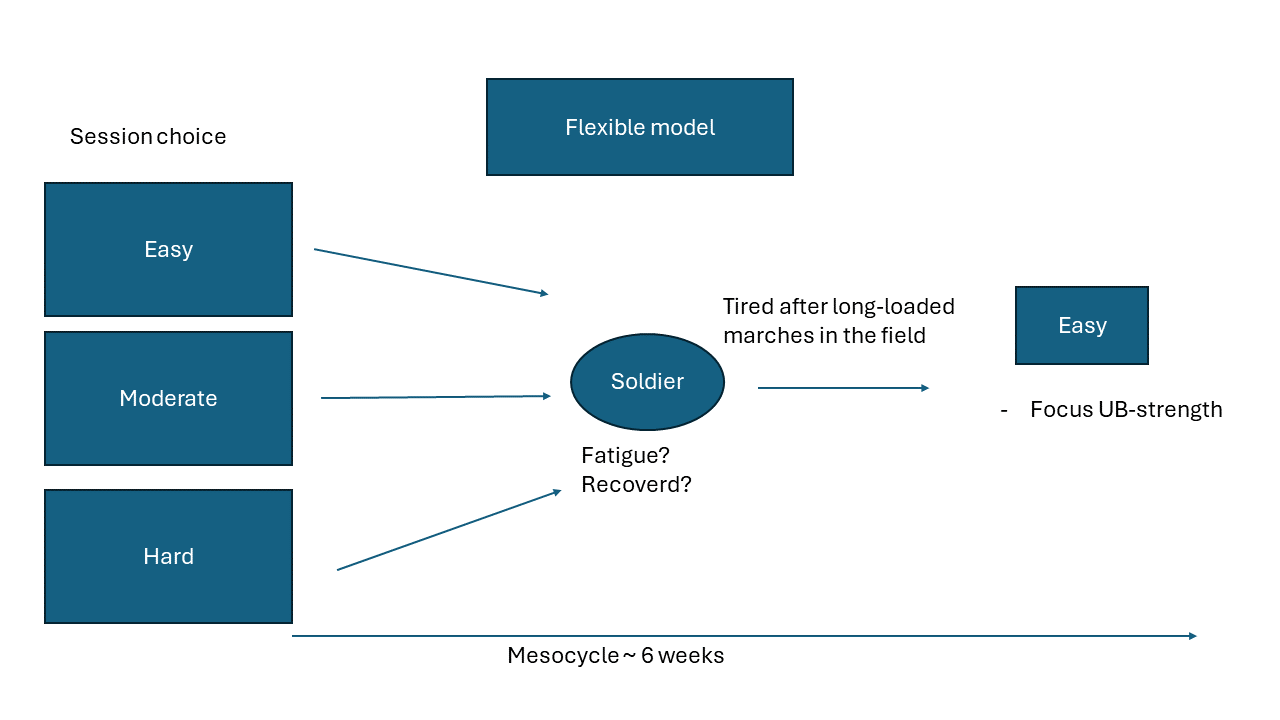 Flexible model
Session choice
Easy
Moderate
Hard
Soldier
Fatigue?
Recoverd?
Tired after long-loaded
marches in the field
Easy
- Focus UB-strength
Mesocycle ~ 6 weeks